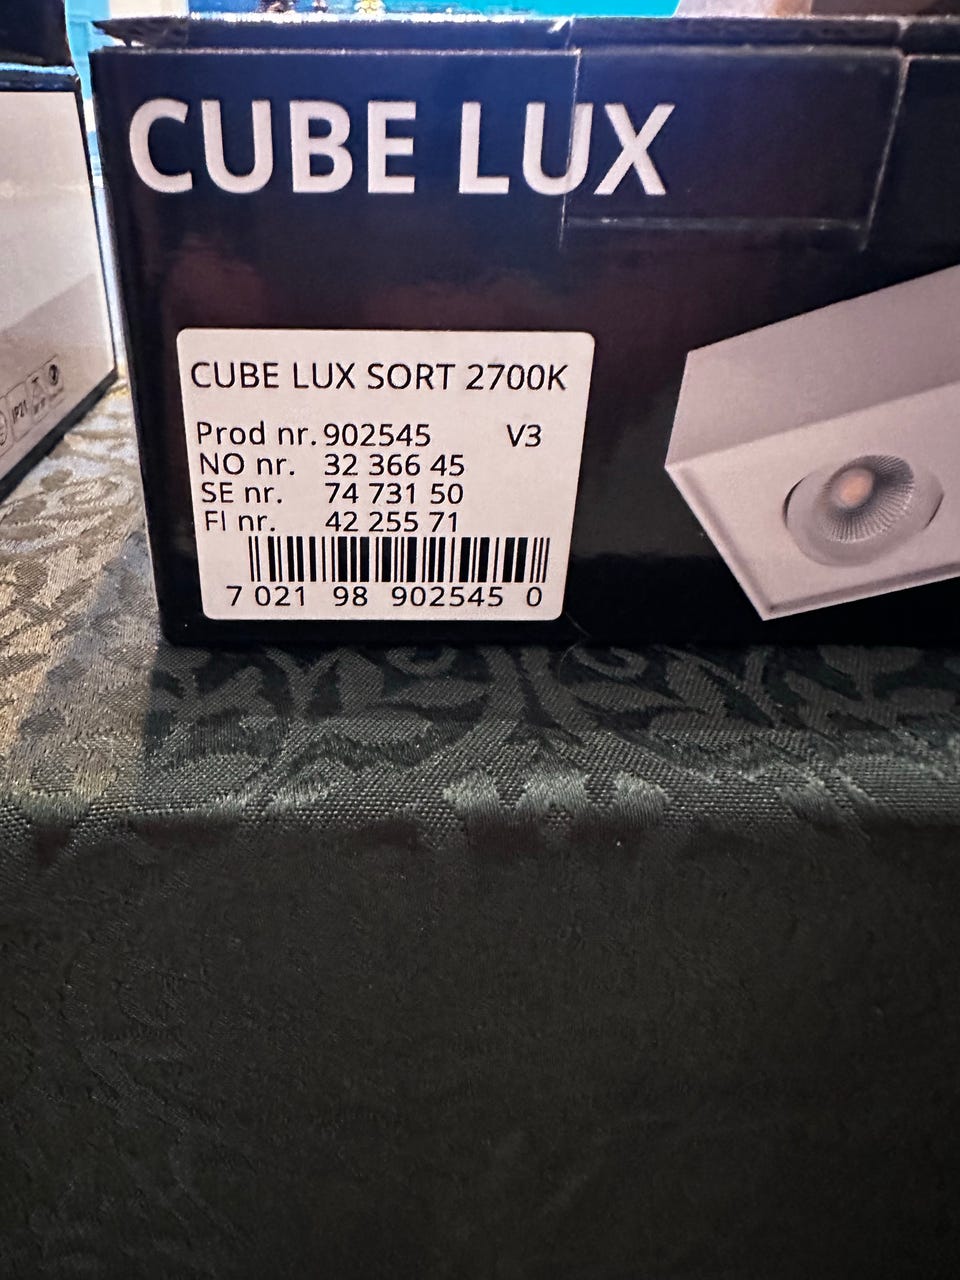 CUBE LUX
CUBE LUX SORT 2700K
Prod nr. 902545 V3
NO nr. 32 366 45
SE nr. 74 731 50
FI nr. 42 255 71
7 021 98 902545 0
IP21